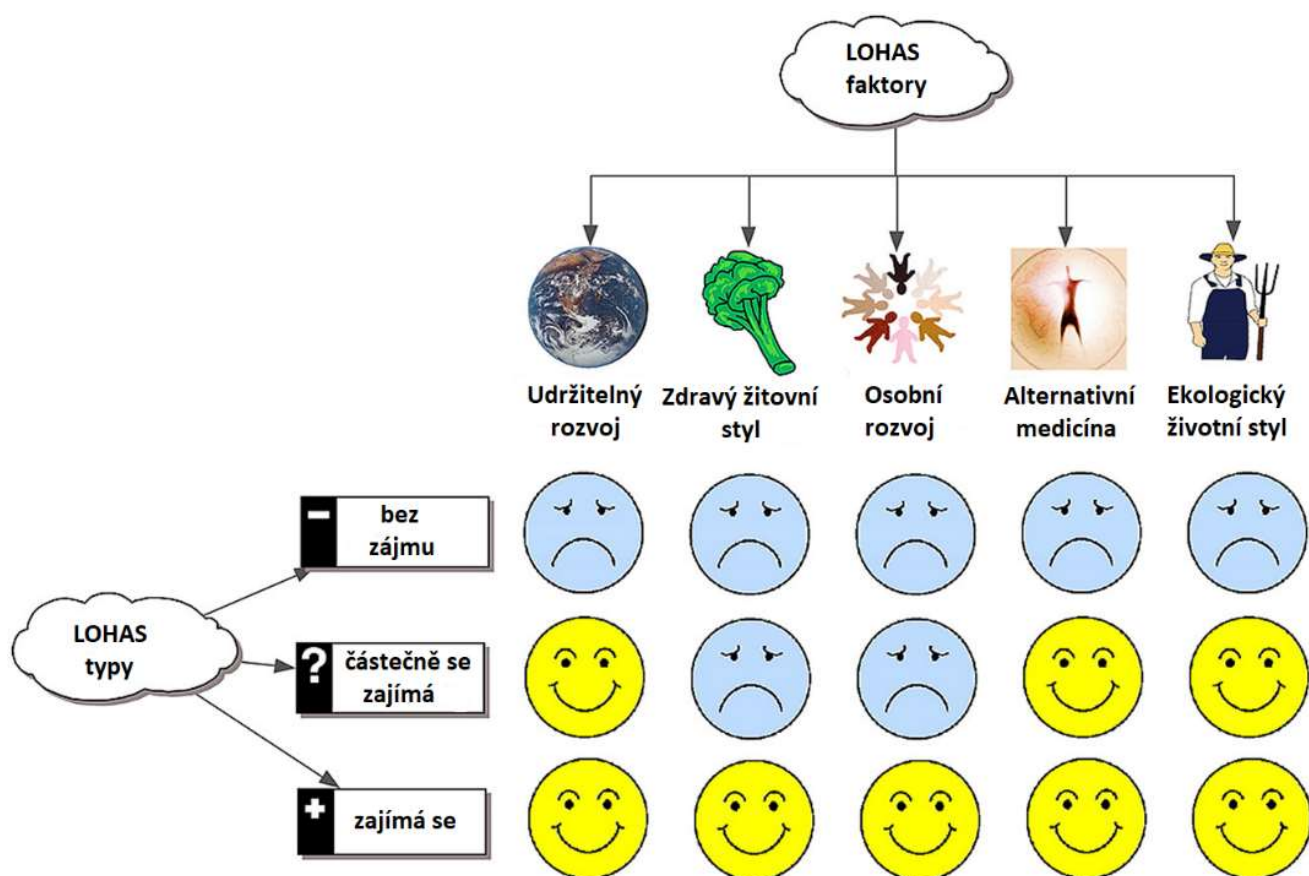 LOHAS
faktory
Udržitelný
rozvoj
Zdravý žitovní
styl
Osobní
rozvoj
Alternativní
medicína
Ekologický
životní styl
–
bez
zájmu
LOHAS
typy
?
částečně se
zajímá
+
zajímá se